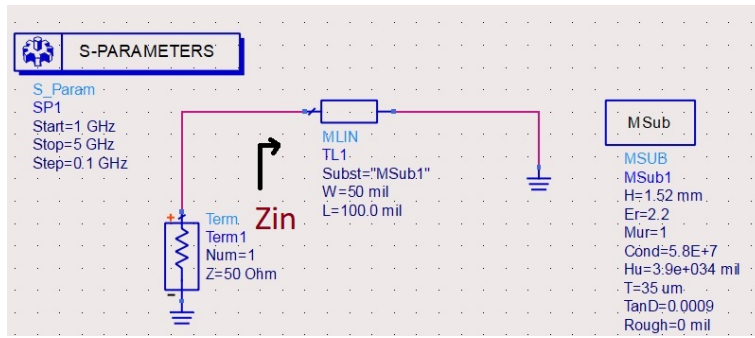 S-PARAMETERS
S_Param
SP1
Start=1 GHz
Stop=5 GHz
Step=0.1 GHz
MLIN
TL1
Subst="MSub1"
W=50 mil
L=100.0 mil
Zin
Term
Term1
Num=1
Z=50 Ohm
MSub
MSUB
MSub1
H=1.52 mm
Er=2.2
Mur=1
Cond=5.8E+7
Hu=3.9e+034 mil
T=35 um
TanD=0.0009
Rough=0 mil